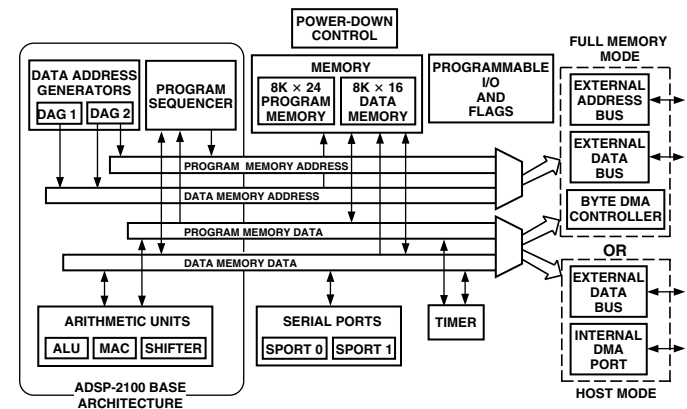 POWER-DOWN
CONTROL
FULL MEMORY
MODE
DATA ADDRESS
GENERATORS
DAG 1
DAG 2
PROGRAM
SEQUENCER
MEMORY
8K × 24
PROGRAM
MEMORY
8K × 16
DATA
MEMORY
PROGRAMMABLE
I/O
AND
FLAGS
EXTERNAL
ADDRESS
BUS
EXTERNAL
DATA
BUS
BYTE DMA
CONTROLLER
PROGRAM MEMORY ADDRESS
DATA MEMORY ADDRESS
PROGRAM MEMORY DATA
DATA MEMORY DATA
OR
EXTERNAL
DATA
BUS
INTERNAL
DMA
PORT
HOST MODE
ARITHMETIC UNITS
ALU
MAC
SHIFTER
SERIAL PORTS
SPORT 0
SPORT 1
TIMER
ADSP-2100 BASE
ARCHITECTURE